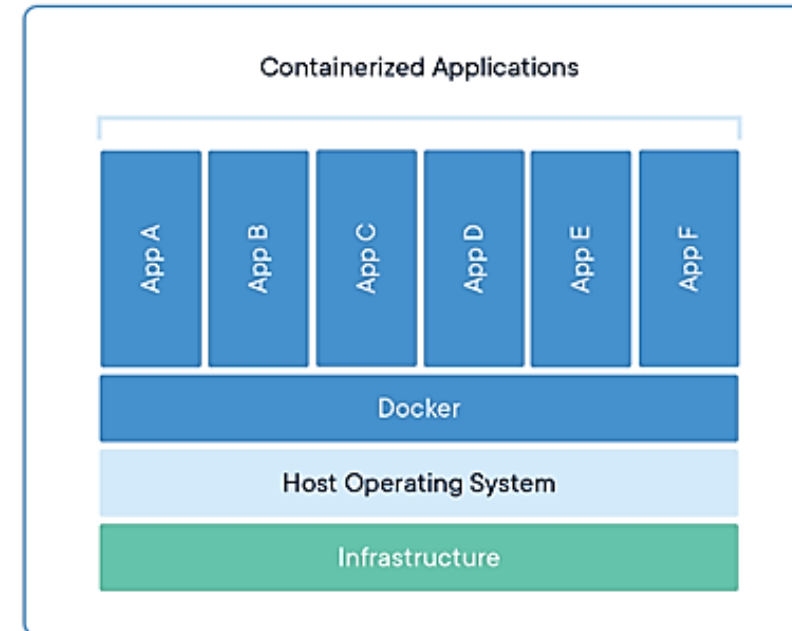 Containerized Applications
App A
App B
App C
App D
App E
App F
Docker
Host Operating System
Infrastructure